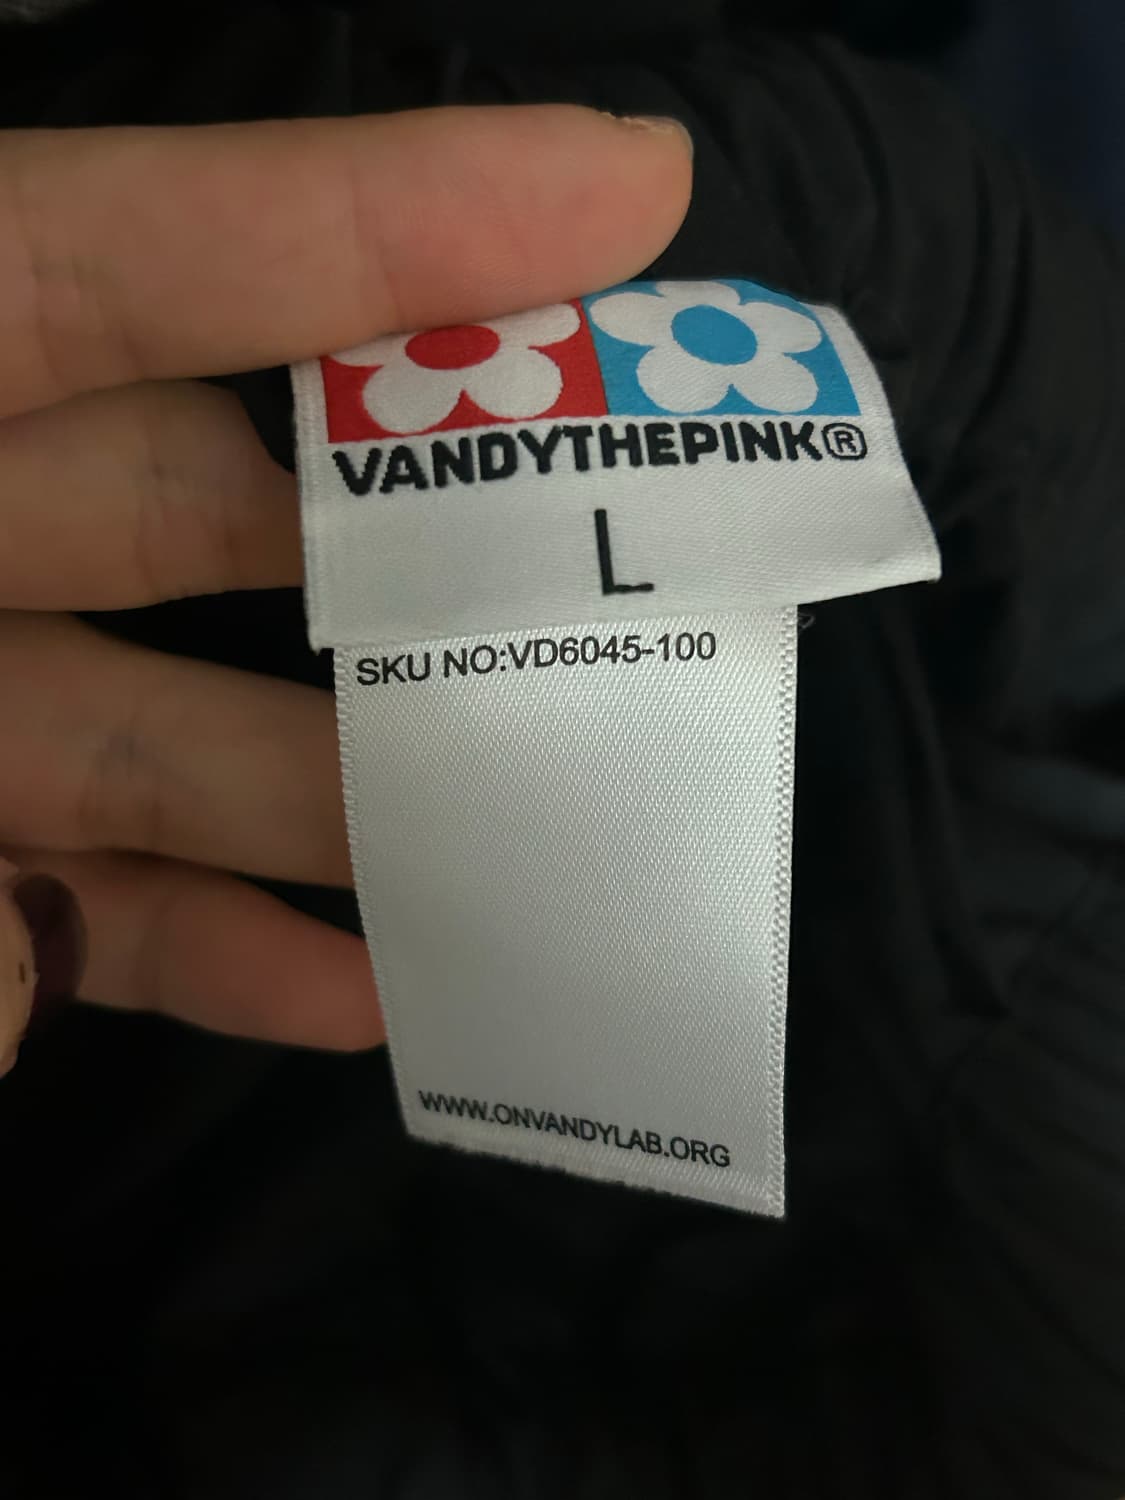 VANDYTHEPINK®
L
SKU NO:VD6045-100
WWW.ONVANDYLAB.ORG